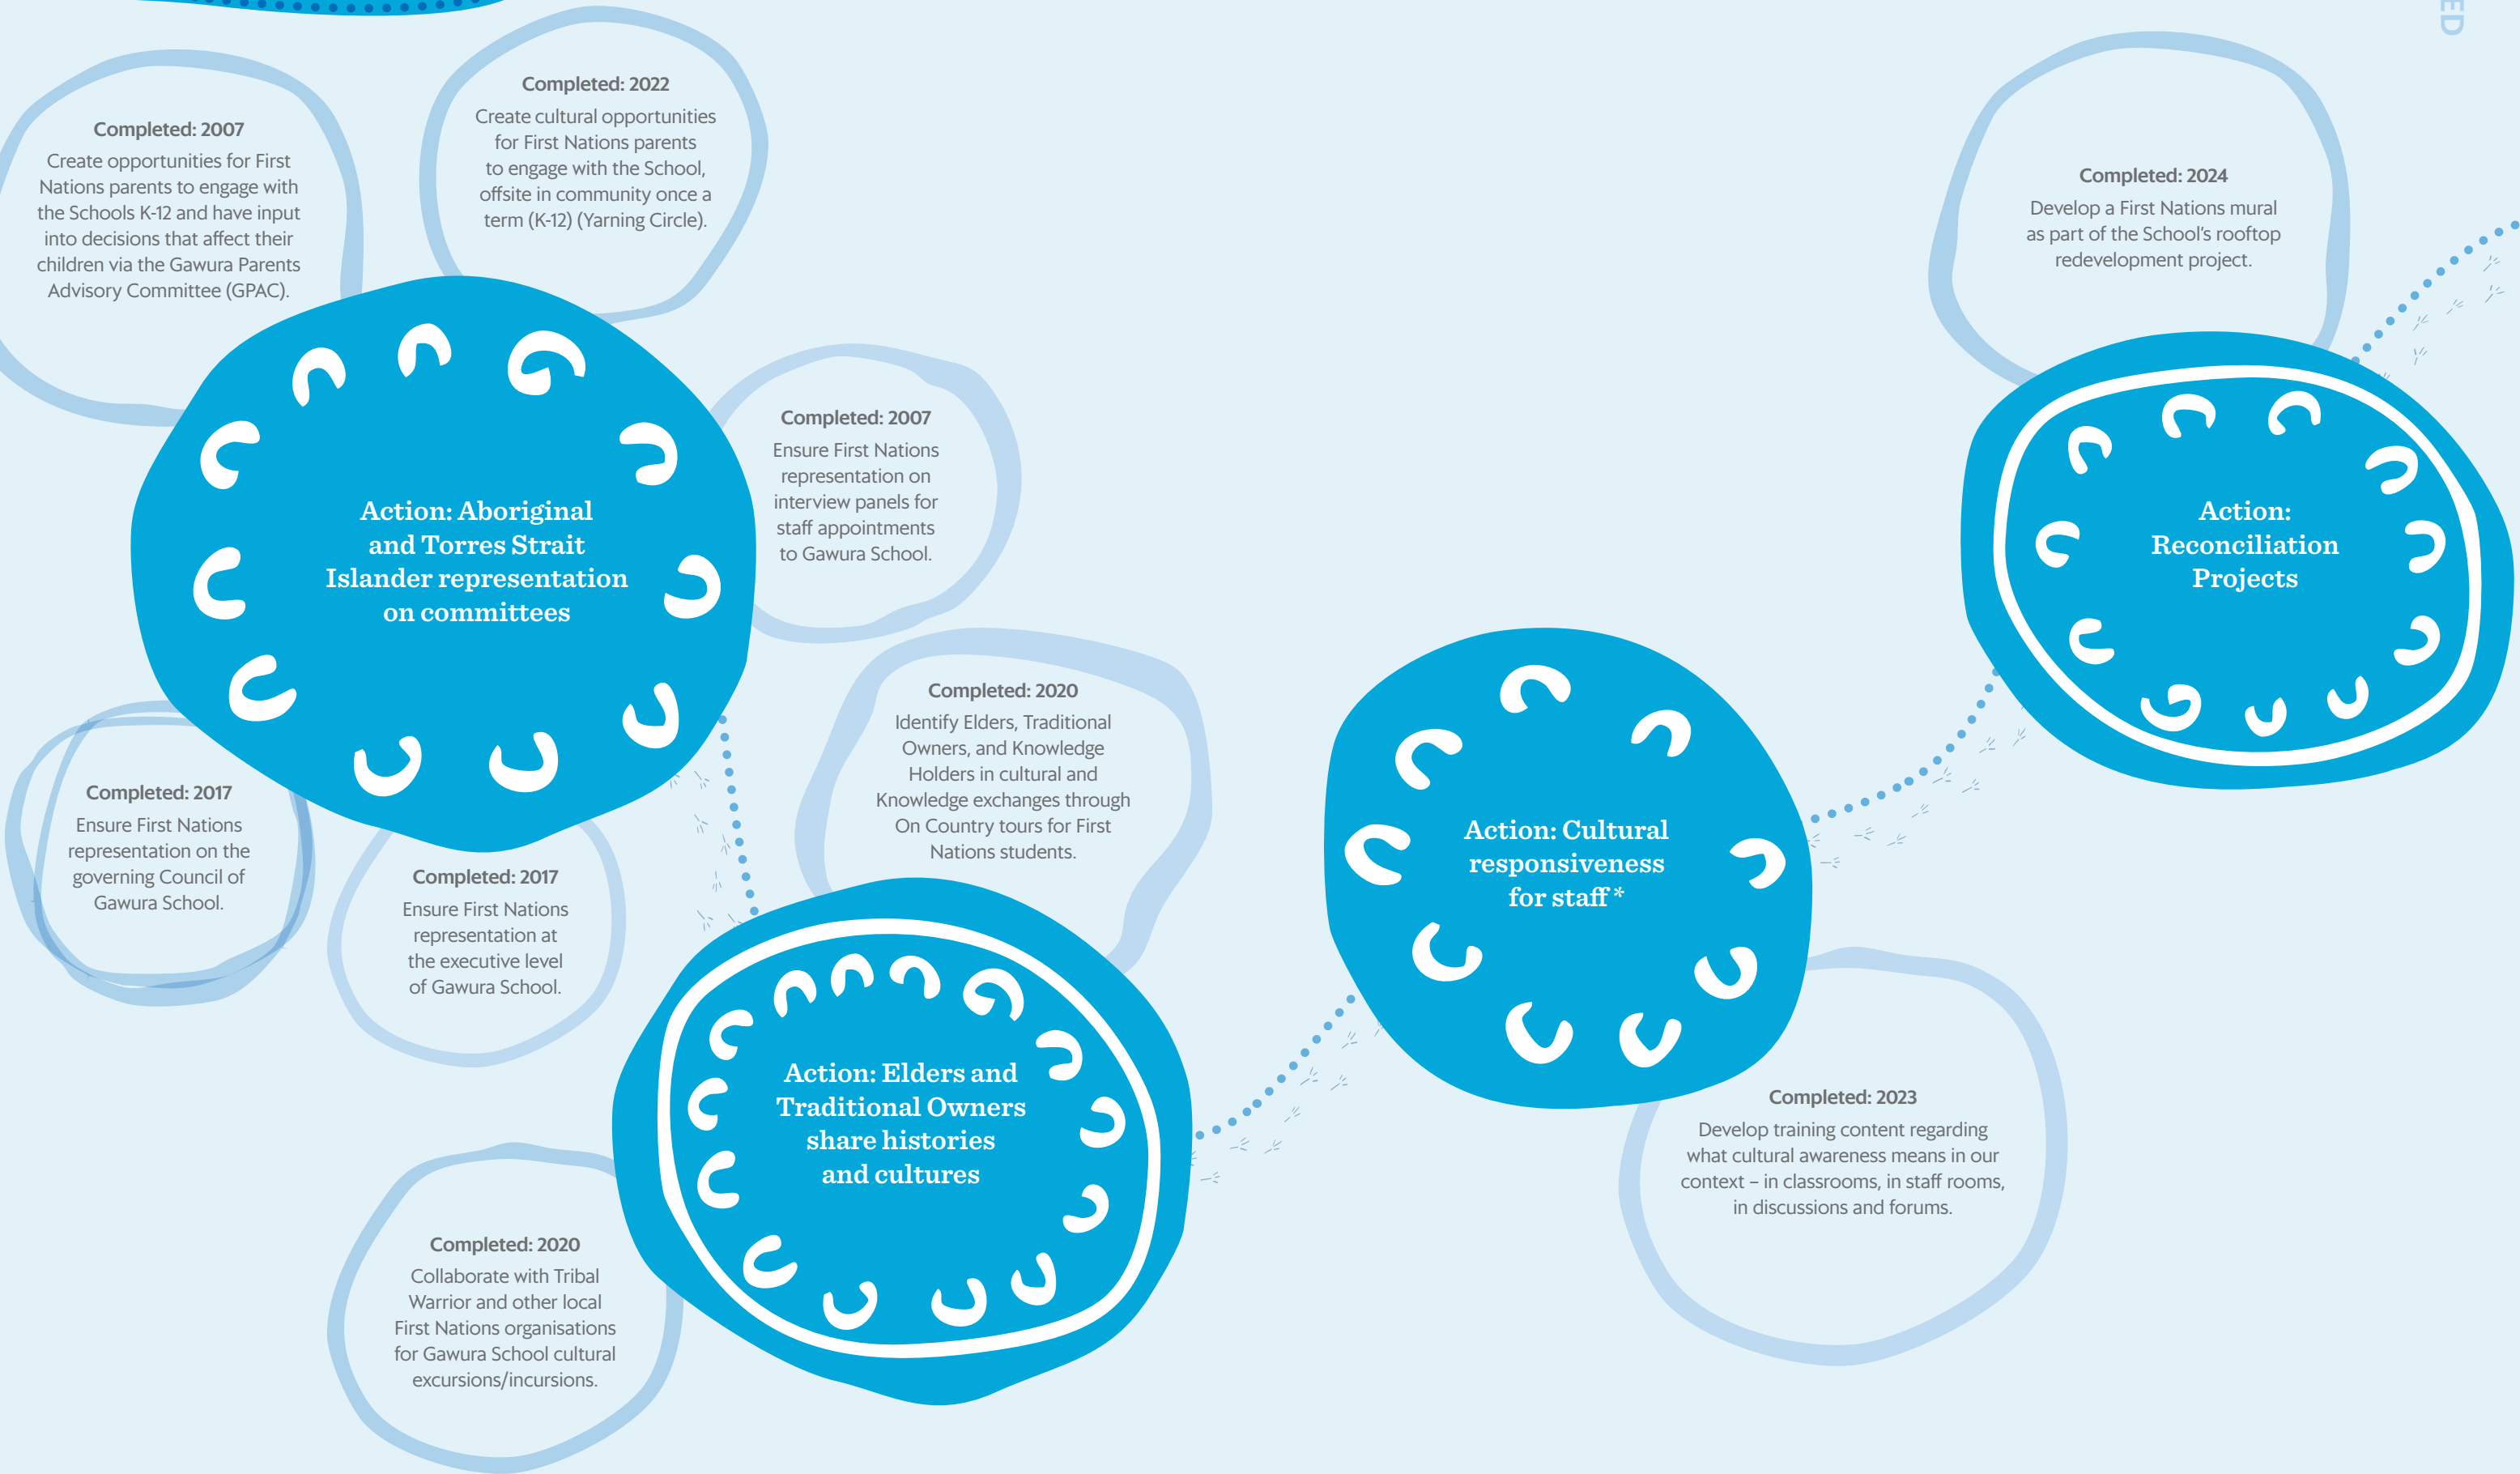 ED
Completed: 2007
Create opportunities for First
Nations parents to engage with
the Schools K-12 and have input
into decisions that affect their
children via the Gawura Parents
Advisory Committee (GPAC).
Completed: 2022
Create cultural opportunities
for First Nations parents
to engage with the School,
offsite in community once a
term (K-12) (Yarning Circle).
Completed: 2007
Ensure First Nations
representation on
interview panels for
staff appointments
to Gawura School.
Action: Aboriginal
and Torres Strait
Islander representation
on committees
Completed: 2017
Ensure First Nations
representation on the
governing Council of
Gawura School.
Completed: 2017
Ensure First Nations
representation at
the executive level
of Gawura School.
Completed: 2020
Identify Elders, Traditional
Owners, and Knowledge
Holders in cultural and
Knowledge exchanges through
On Country tours for First
Nations students.
Action: Elders and
Traditional Owners
share histories
and cultures
Completed: 2020
Collaborate with Tribal
Warrior and other local
First Nations organisations
for Gawura School cultural
excursions/incursions.
Action: Cultural
responsiveness
for staff *
Completed: 2023
Develop training content regarding
what cultural awareness means in our
context – in classrooms, in staff rooms,
in discussions and forums.
Completed: 2024
Develop a First Nations mural
as part of the School's rooftop
redevelopment project.
Action:
Reconciliation
Projects